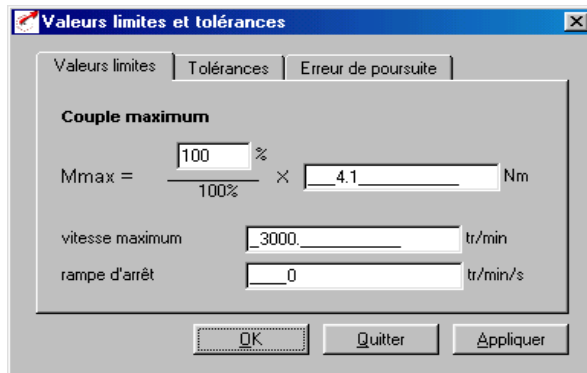 Valeurs limites et tolérances
Valeurs limites Tolérances Erreur de poursuite
Couple maximum
100 %
Mmax = 100% X ___4.1__________ Nm
vitesse maximum _3000.__________ tr/min
rampe d'arrêt ____0 tr/min/s
OK Quitter Appliquer